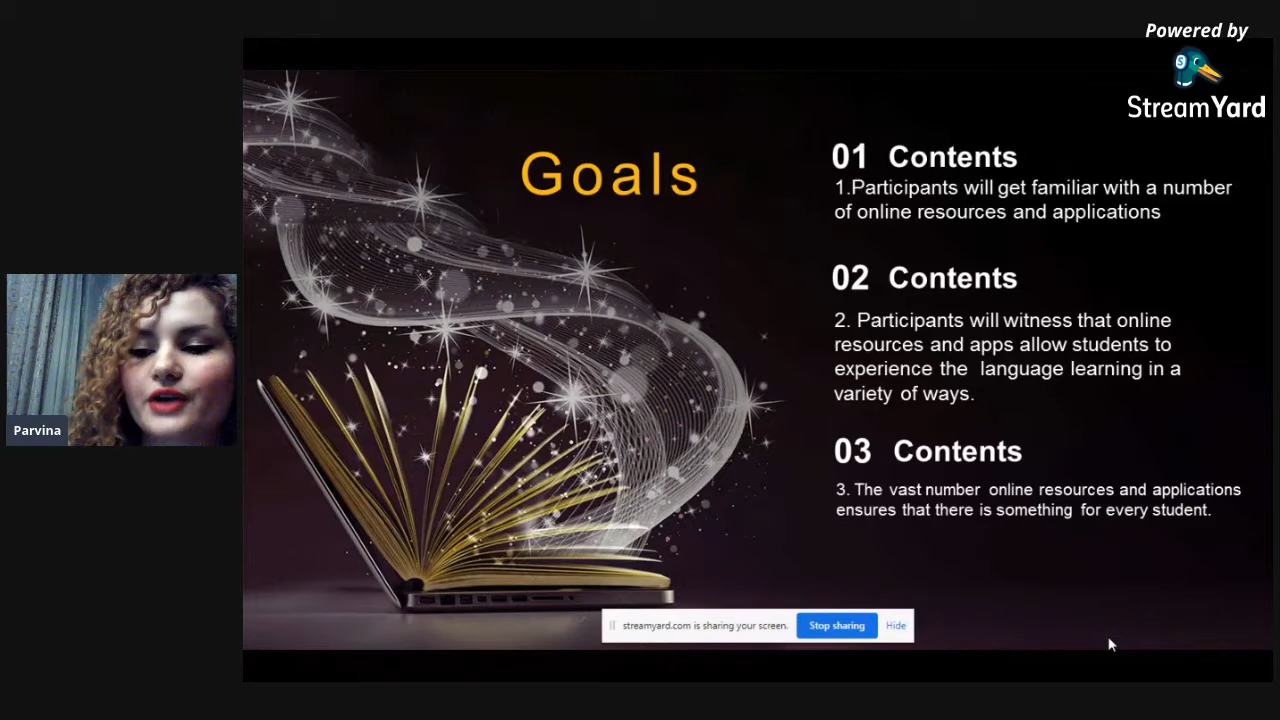 Powered by
StreamYard
Goals
01 Contents
1.Participants will get familiar with a number
of online resources and applications
02 Contents
2. Participants will witness that online
resources and apps allow students to
experience the language learning in a
variety of ways.
03 Contents
3. The vast number online resources and applications
ensures that there is something for every student.
Parvina
streamyard.com is sharing your screen. Stop sharing Hide